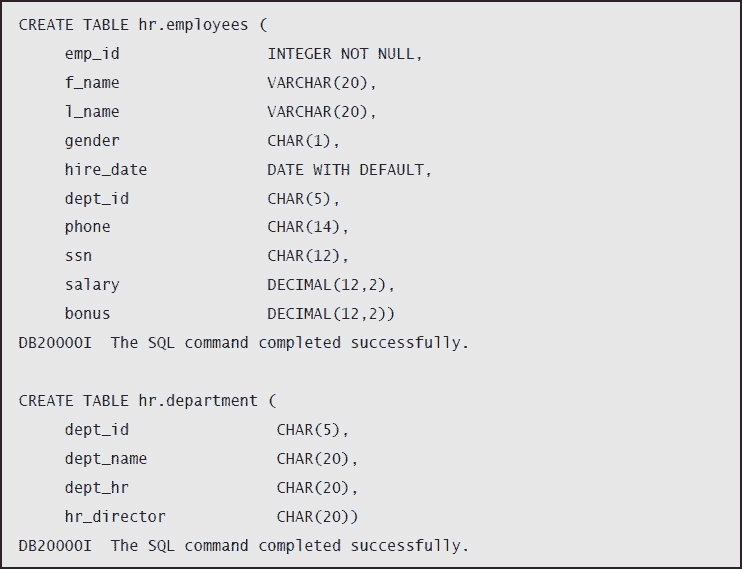 CREATE TABLE hr.employees (
emp_id INTEGER NOT NULL,
f_name VARCHAR(20),
l_name VARCHAR(20),
gender CHAR(1),
hire_date DATE WITH DEFAULT,
dept_id CHAR(5),
phone CHAR(14),
ssn CHAR(12),
salary DECIMAL(12,2),
bonus DECIMAL(12,2))
DB20000I The SQL command completed successfully.
CREATE TABLE hr.department (
dept_id CHAR(5),
dept_name CHAR(20),
dept_hr CHAR(20),
hr_director CHAR(20))
DB20000I The SQL command completed successfully.